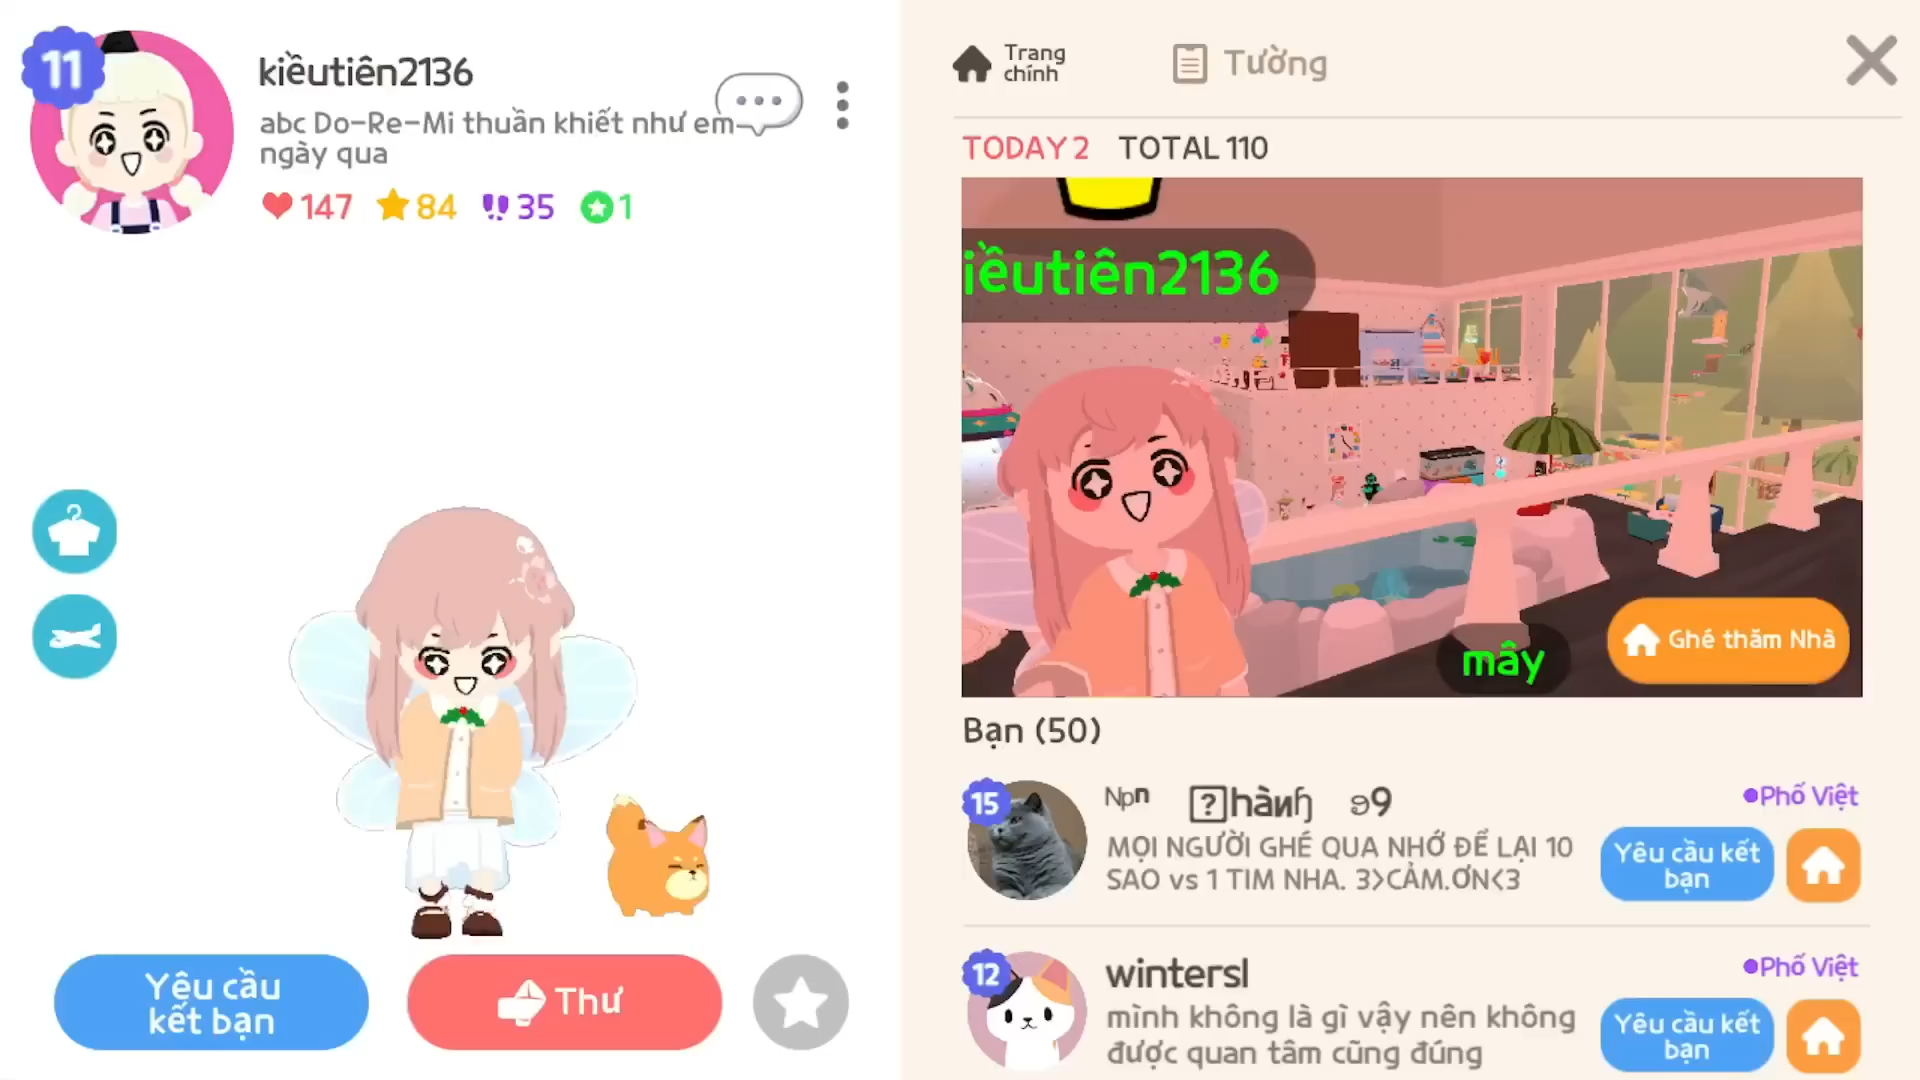 11
kiềutiên2136
abc Do-Re-Mi thuần khiết như em
ngày qua
147 84 35 1
Yêu cầu
kết bạn
Thư
Trang
chính
Tường
TODAY 2 TOTAL 110
iềutiên2136
mây
Ghé thăm Nhà
Bạn (50)
15
Phố Việt
MỌI NGƯỜI GHÉ QUA NHỚ ĐỂ LẠI 10
SAO vs 1 TIM NHA. 3>CẢM.ƠN<3
Yêu cầu kết
bạn
12
wintersl
Phố Việt
mình không là gì vậy nên không
được quan tâm cũng đúng
Yêu cầu kết
bạn